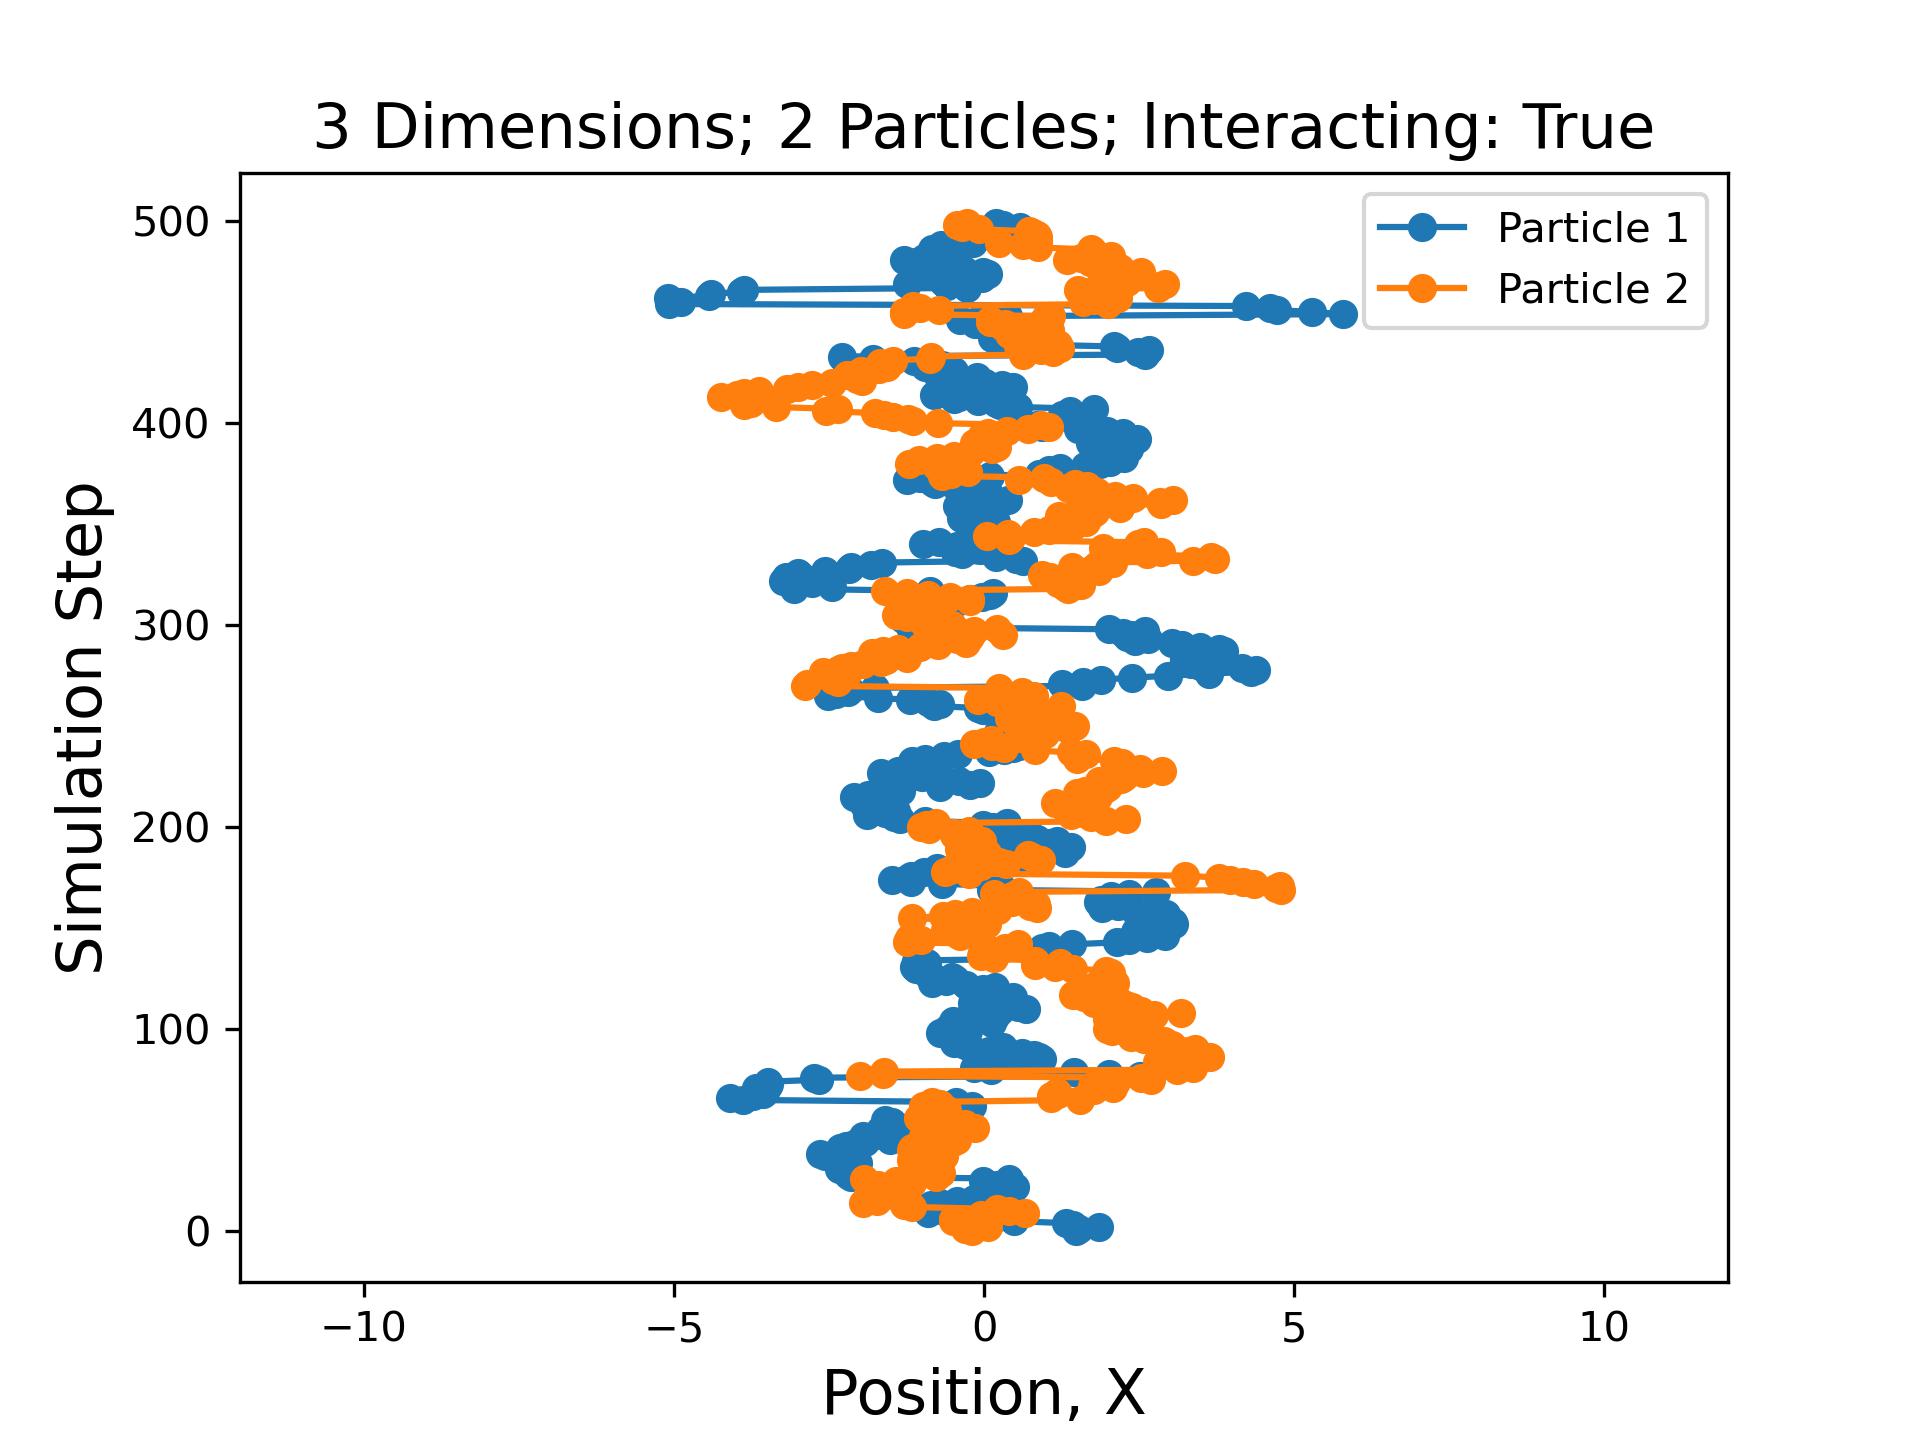 3 Dimensions; 2 Particles; Interacting: True
Particle 1
Particle 2
500
400
300
200
100
0
Simulation Step
−10
−5
0
5
10
Position, X